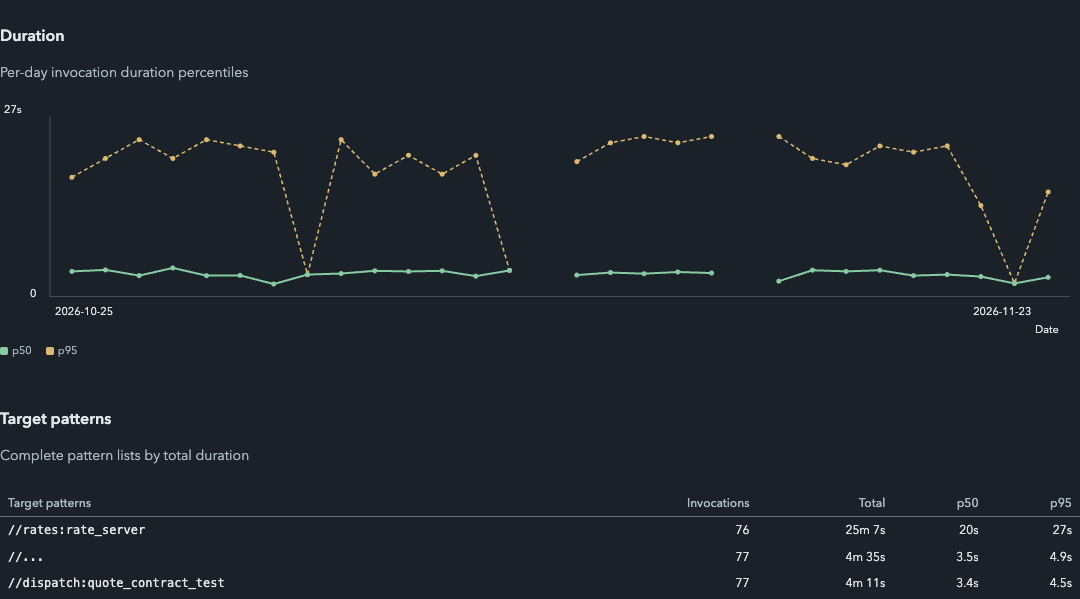 Duration
Per-day invocation duration percentiles
27s
0
2026-10-25 2026-11-23
Date
p50 p95
Target patterns
Complete pattern lists by total duration
Target patterns Invocations Total p50 p95
//rates:rate_server 76 25m 7s 20s 27s
//... 77 4m 35s 3.5s 4.9s
//dispatch:quote_contract_test 77 4m 11s 3.4s 4.5s